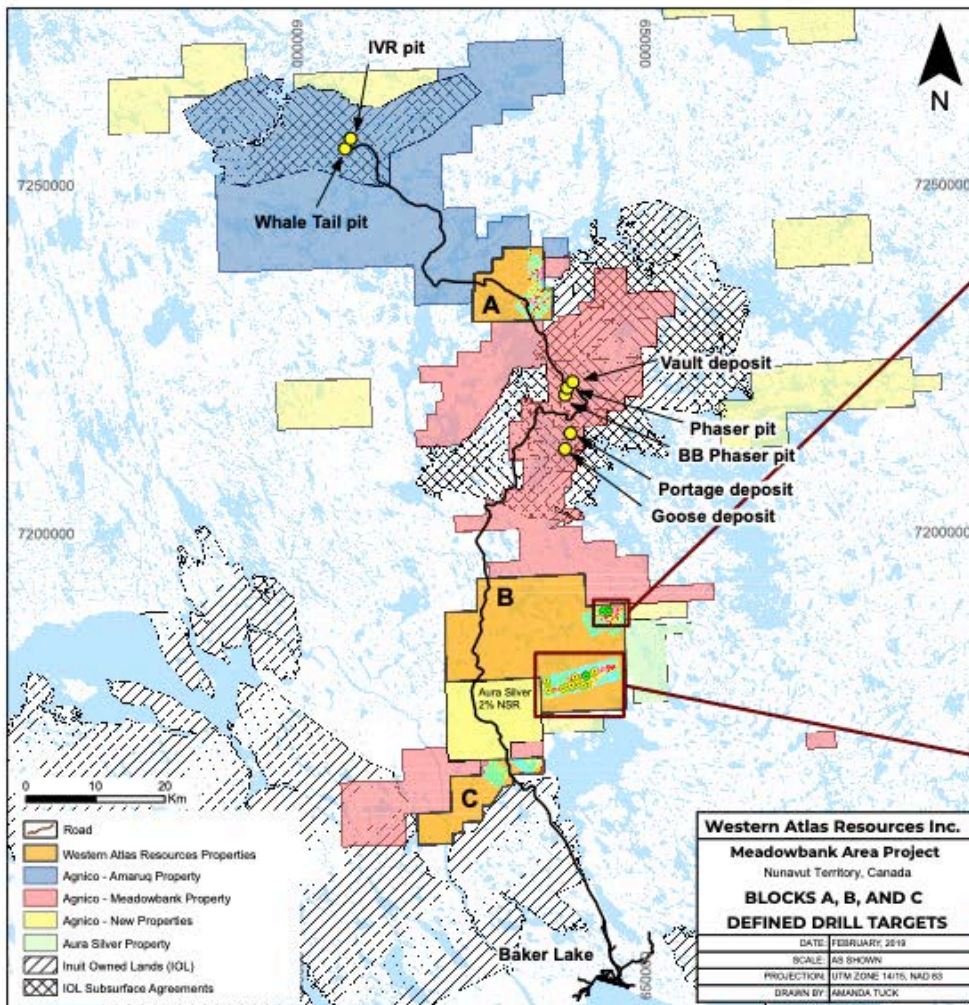 IVR pit
600000
650000
N
7250000
7250000
Whale Tail pit
A
Vault deposit
Phaser pit
BB Phaser pit
Portage deposit
Goose deposit
7200000
7200000
B
Aura Silver
2% NSR
C
0 10 20
Km
Road
Western Atlas Resources Properties
Agnico - Amaruq Property
Agnico - Meadowbank Property
Agnico - New Properties
Aura Silver Property
Inuit Owned Lands (IOL)
IOL Subsurface Agreements
Baker Lake
650000
Western Atlas Resources Inc.
Meadowbank Area Project
Nunavut Territory, Canada
BLOCKS A, B, AND C
DEFINED DRILL TARGETS
DATE: FEBRUARY, 2019
SCALE: AS SHOWN
PROJECTION: UTM ZONE 14/15, NAD 83
DRAWN BY: AMANDA TUCK